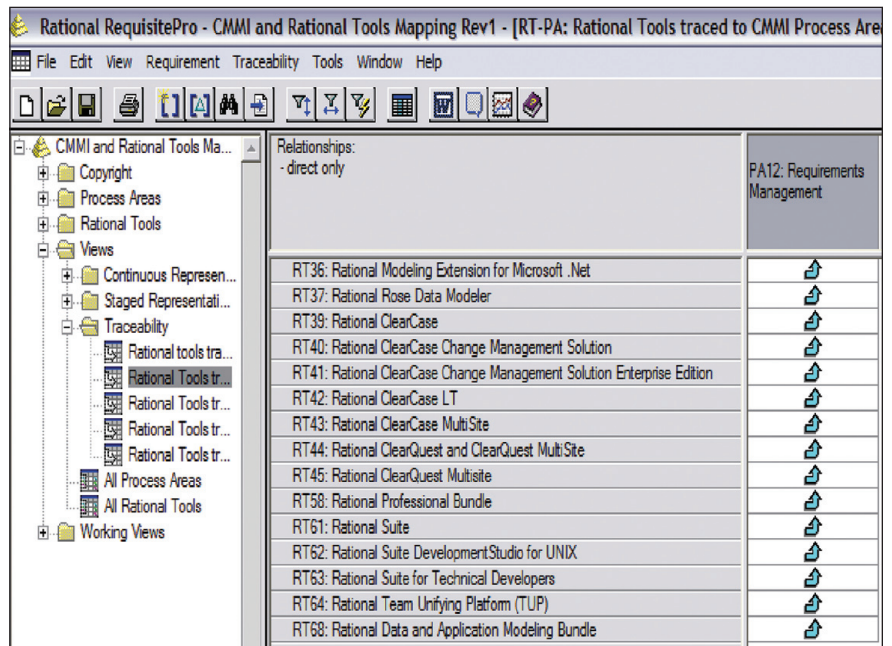 Rational RequisitePro - CMMI and Rational Tools Mapping Rev1 - [RT-PA: Rational Tools traced to CMMI Process Area
File Edit View Requirement Traceability Tools Window Help
CMMI and Rational Tools Ma...
Copyright
Process Areas
Rational Tools
Views
Continuous Represen...
Staged Representati...
Traceability
Rational tools tra...
Rational Tools tr...
Rational Tools tr...
Rational Tools tr...
Rational Tools tr...
All Process Areas
All Rational Tools
Working Views
Relationships:
- direct only
PA12: Requirements
Management
RT36: Rational Modeling Extension for Microsoft .Net
RT37: Rational Rose Data Modeler
RT39: Rational ClearCase
RT40: Rational ClearCase Change Management Solution
RT41: Rational ClearCase Change Management Solution Enterprise Edition
RT42: Rational ClearCase LT
RT43: Rational ClearCase MultiSite
RT44: Rational ClearQuest and ClearQuest MultiSite
RT45: Rational ClearQuest Multisite
RT58: Rational Professional Bundle
RT61: Rational Suite
RT62: Rational Suite DevelopmentStudio for UNIX
RT63: Rational Suite for Technical Developers
RT64: Rational Team Unifying Platform (TUP)
RT68: Rational Data and Application Modeling Bundle